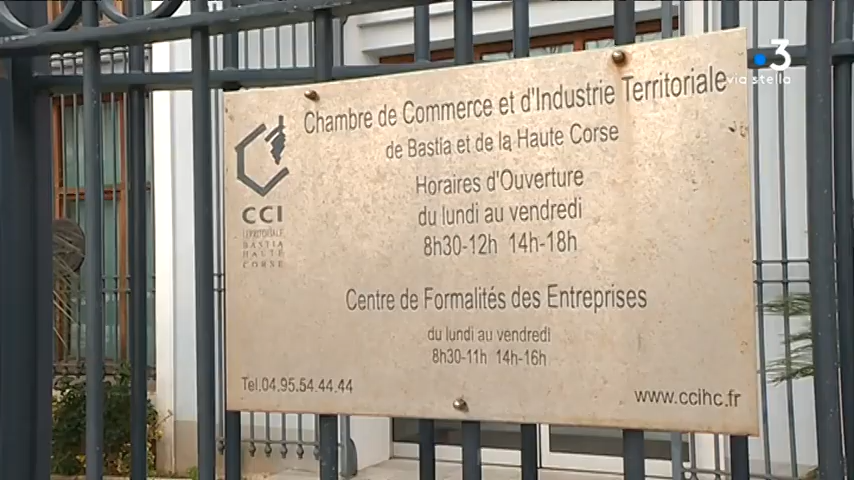 3
via stella
Chambre de Commerce et d'Industrie Territoriale
de Bastia et de la Haute Corse
Horaires d'Ouverture
du lundi au vendredi
8h30-12h 14h-18h
CCI
TERRITORIALE
BASTIA
HAUTE
CORSE
Centre de Formalités des Entreprises
du lundi au vendredi
8h30-11h 14h-16h
Tel.04.95.54.44.44
www.ccihc.fr